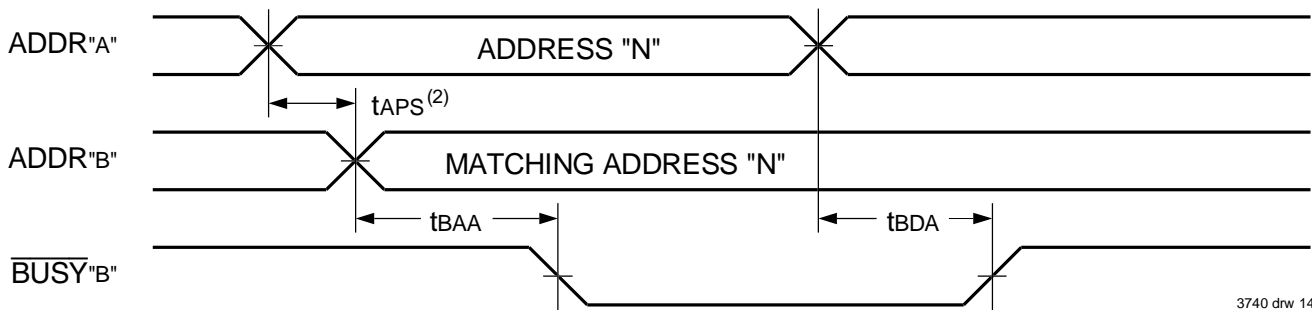 ADDR"A"
ADDRESS "N"
tAPS(2)
ADDR"B"
MATCHING ADDRESS "N"
tBAA
tBDA
BUSY"B"
3740 drw 14